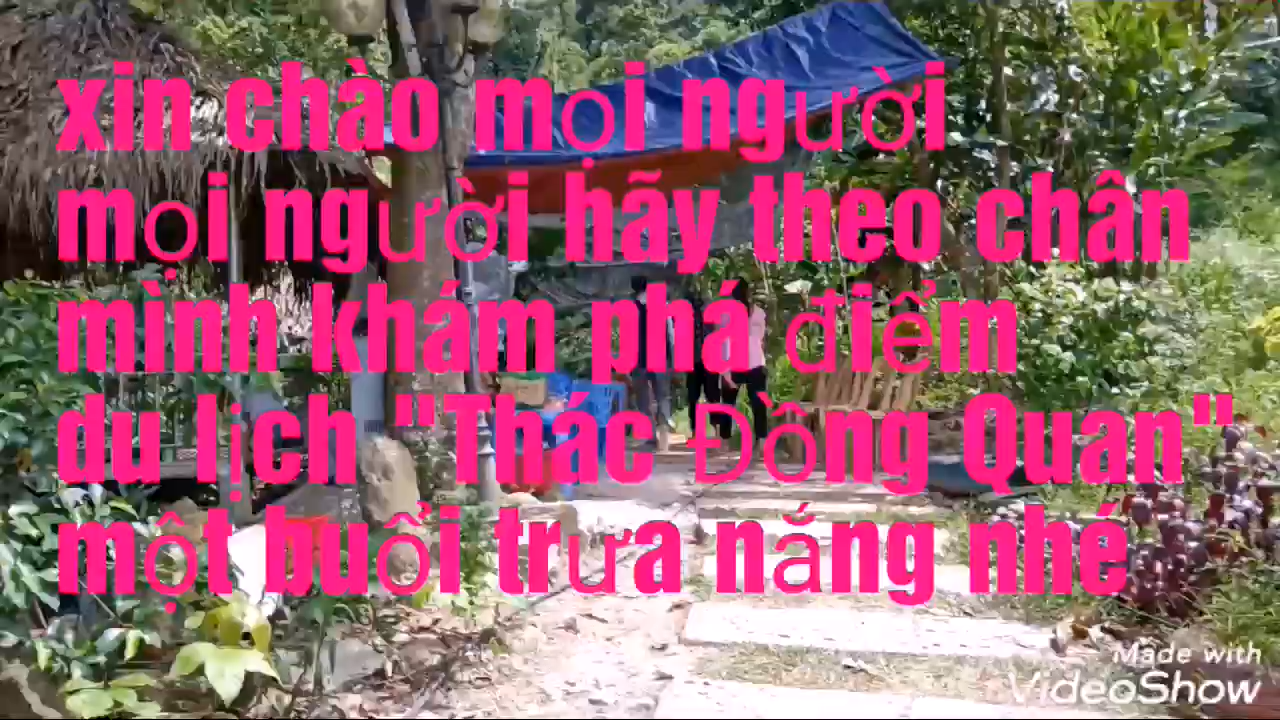 xin chào mọi người
mọi người hãy theo chân
mình khám phá điểm
du lịch "Thác Đồng Quan"
một buổi trưa nắng nhé
Made with
VideoShow